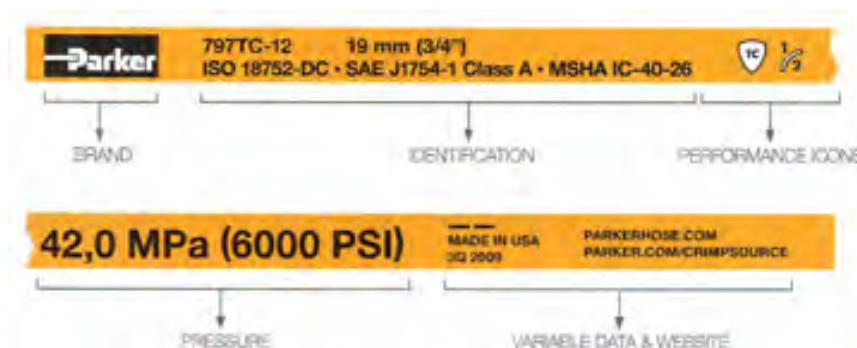 Parker
797TC-12 19 mm (3/4")
ISO 18752-DC • SAE J1754-1 Class A • MSHA IC-40-26
TC 1/2
BRAND
IDENTIFICATION
PERFORMANCE ICONS
42,0 MPa (6000 PSI)
MADE IN USA
3Q 2009
PARKERHOSE.COM
PARKER.COM/CRIMPSOURCE
PRESSURE
VARIABLE DATA & WEBSITE